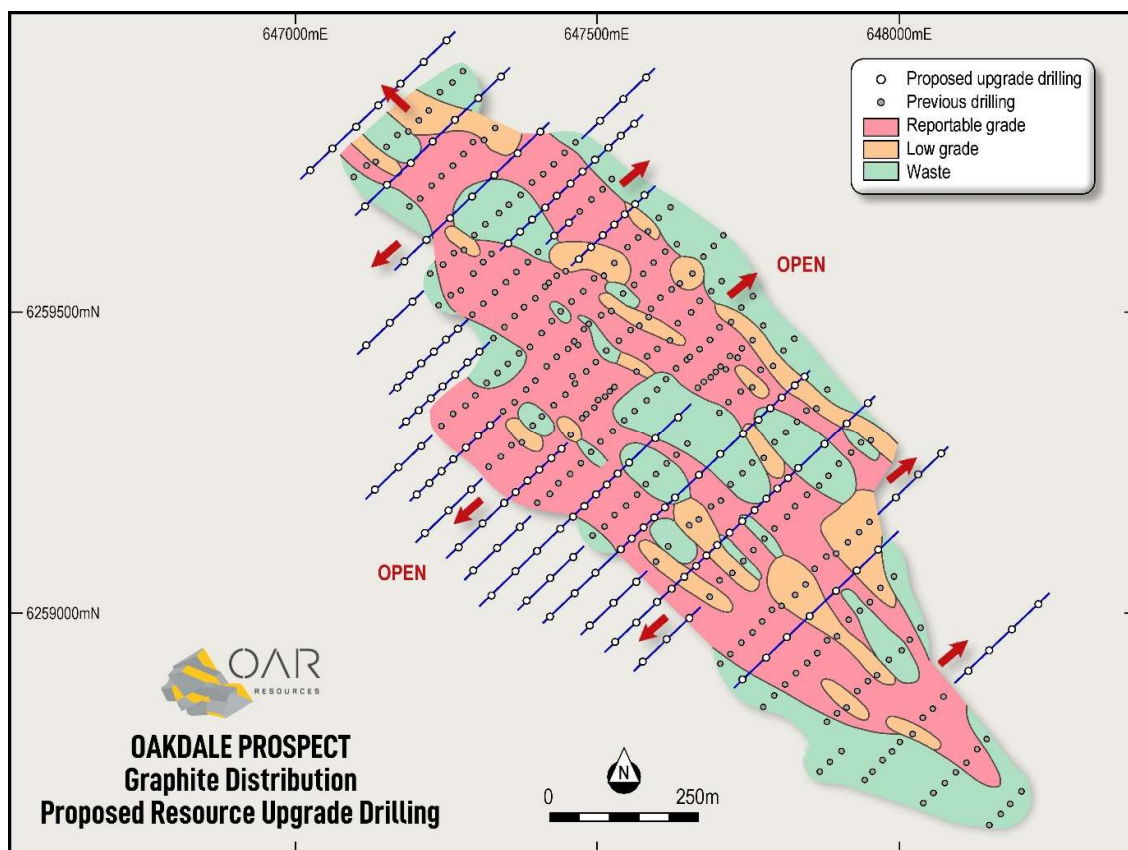 647000mE
647500mE
648000mE
Proposed upgrade drilling
Previous drilling
Reportable grade
Low grade
Waste
OPEN
6259500mN
OPEN
6259000mN
OAR
RESOURCES
OAKDALE PROSPECT
Graphite Distribution
Proposed Resource Upgrade Drilling
N
0
250m